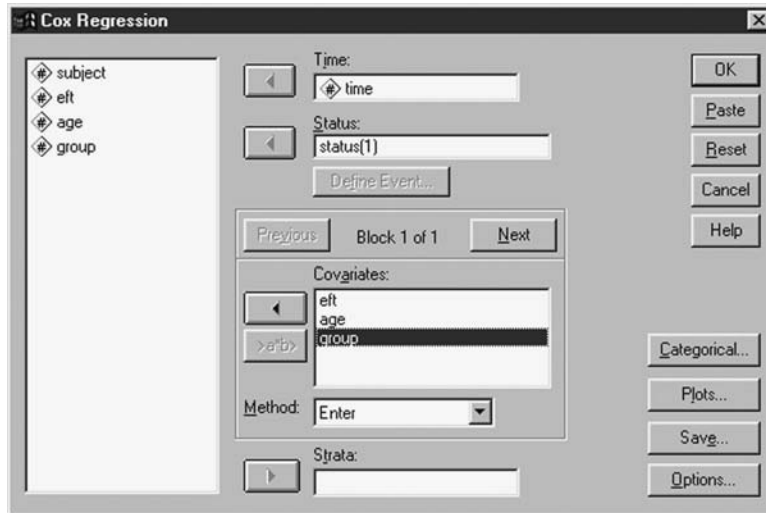 Cox Regression
subject
eft
age
group
Time:
time
Status:
status(1)
Define Event...
Previous
Block 1 of 1
Next
Covariates:
eft
age
group
>a*b>
Method:
Enter
Strata:
OK
Paste
Reset
Cancel
Help
Categorical...
Plots...
Save...
Options...